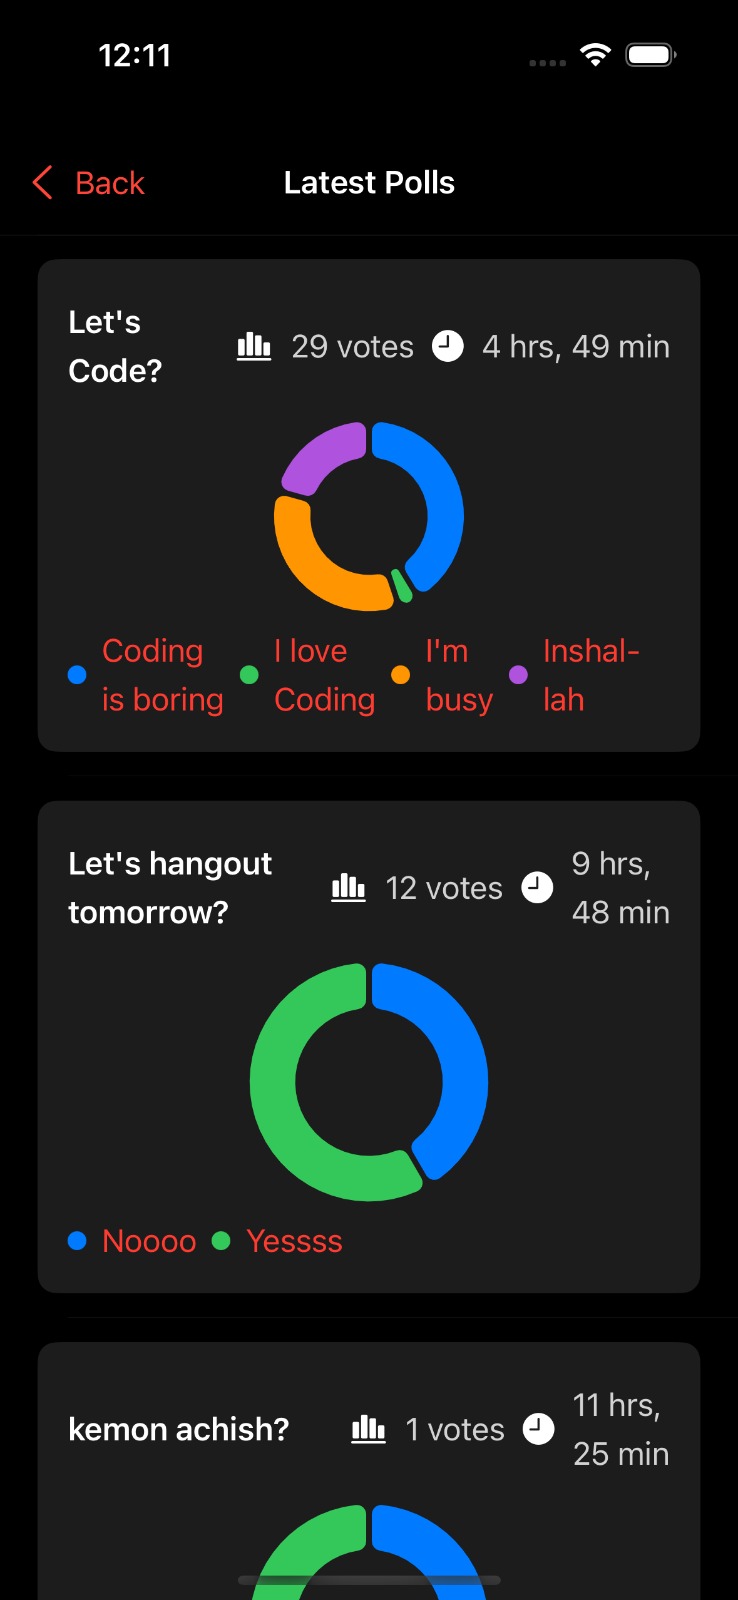 12:11
Back
Latest Polls
Let's
Code?
29 votes
4 hrs, 49 min
Coding
is boring
I love
Coding
I'm
busy
Inshal-
lah
Let's hangout
tomorrow?
12 votes
9 hrs,
48 min
Noooo
Yessss
kemon achish?
1 votes
11 hrs,
25 min